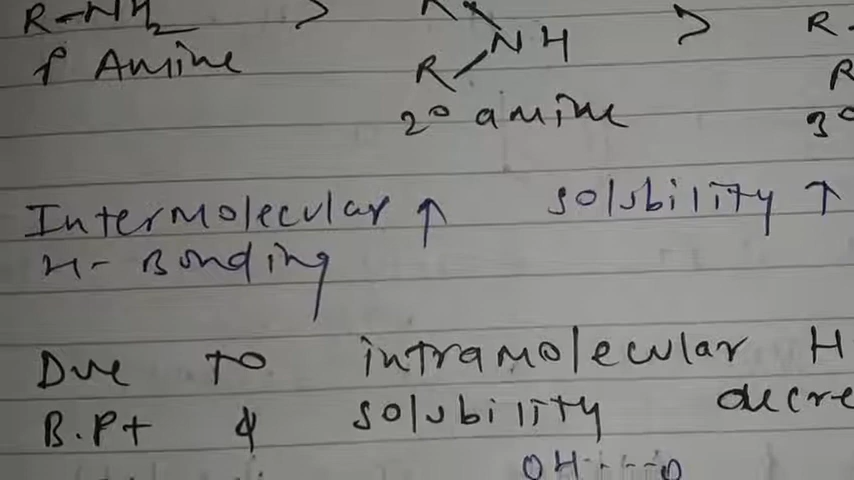 R-NH2 > R > R
NH
1° Amine R R
2° amine 3°
Intermolecular ↑ solubility ↑
H- Bonding
Due to intramolecular H
B.Pt & solubility decre
OH----O